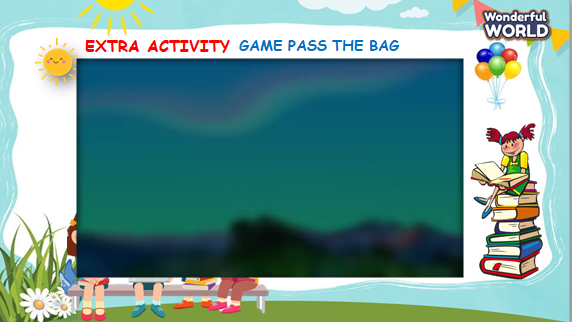 Wonderful
WORLD
EXTRA ACTIVITY GAME PASS THE BAG